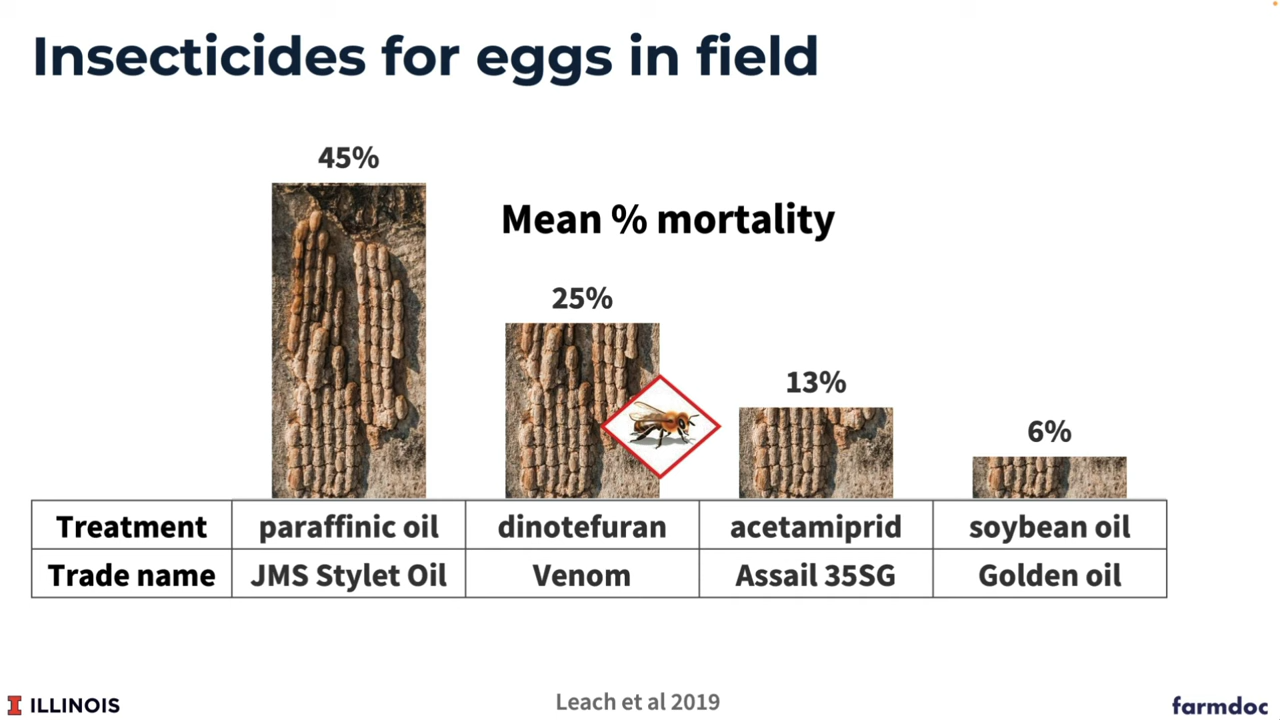 Insecticides for eggs in field
45%
Mean % mortality
25%
13%
6%
Treatment paraffinic oil dinotefuran acetamiprid soybean oil
Trade name JMS Stylet Oil Venom Assail 35SG Golden oil
I ILLINOIS Leach et al 2019 farmdoc